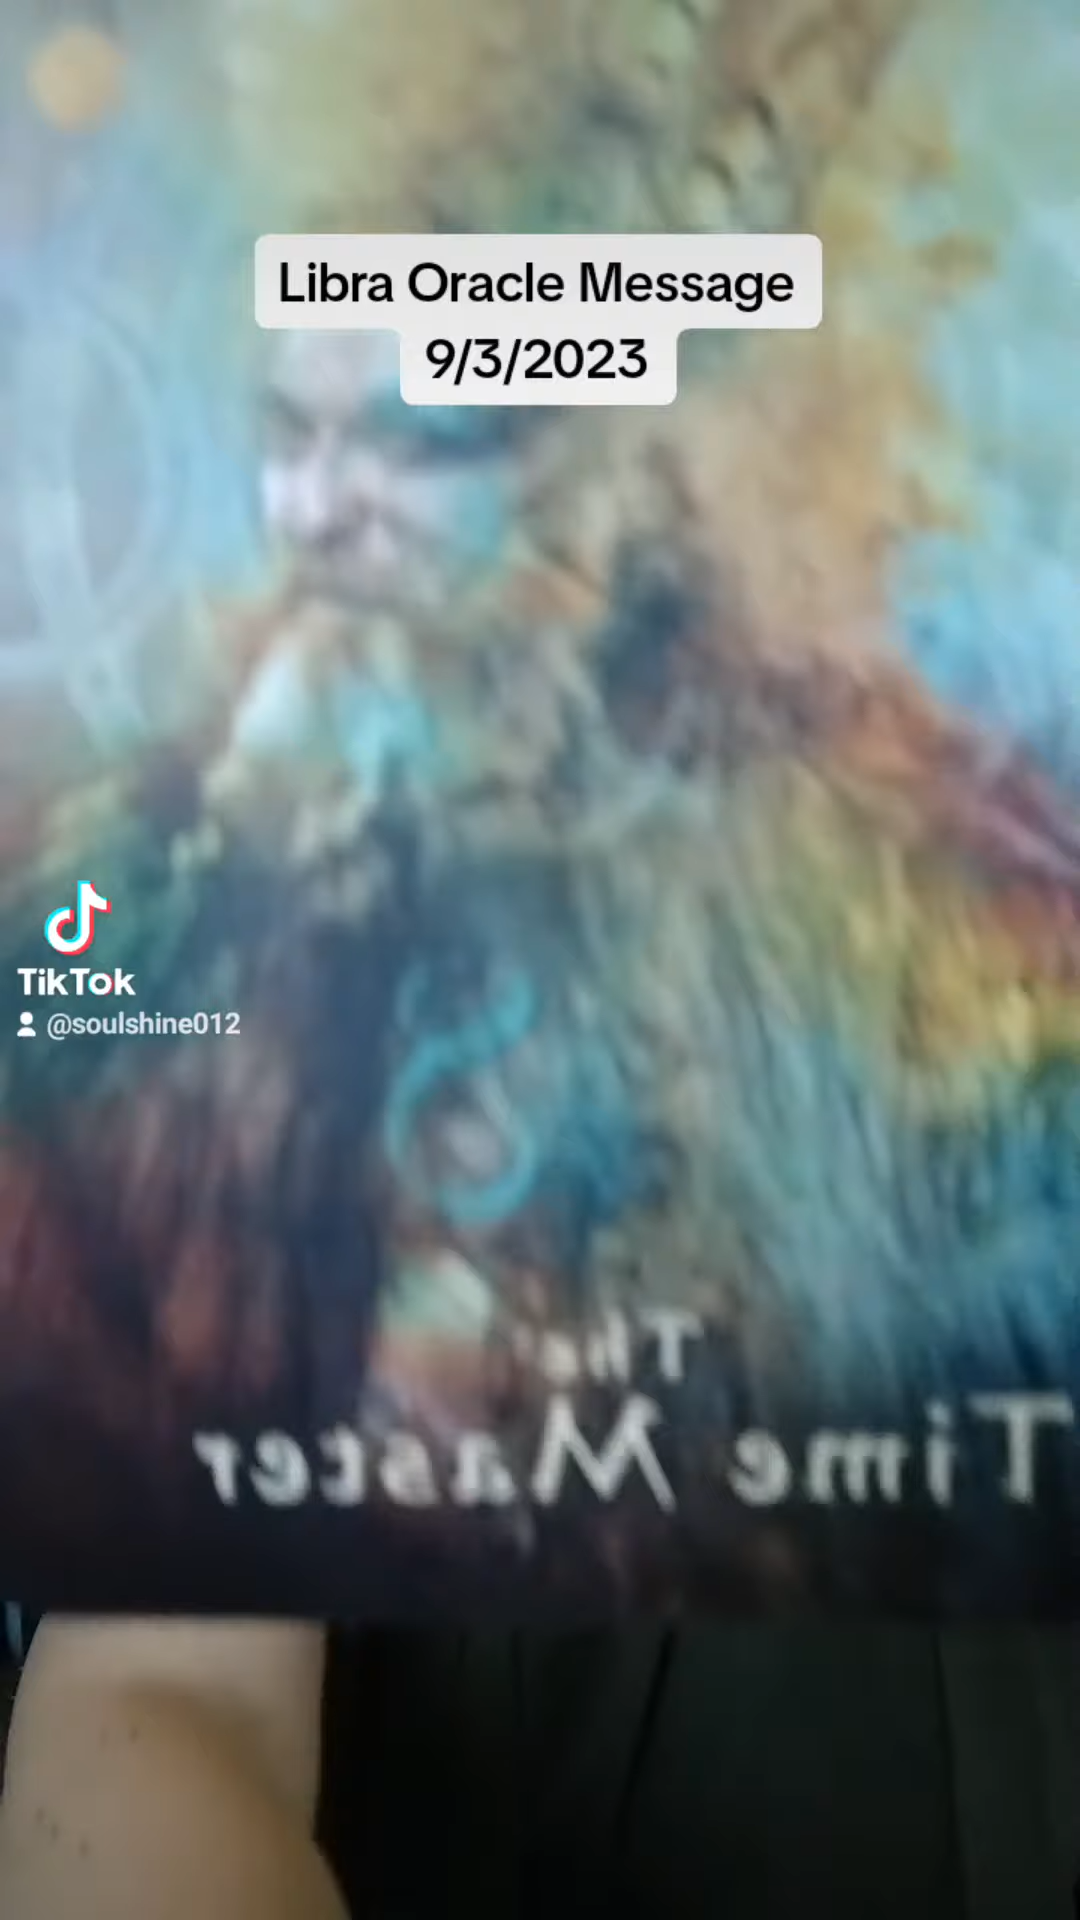 Libra Oracle Message
9/3/2023
TikTok
@soulshine012
The
Time Master